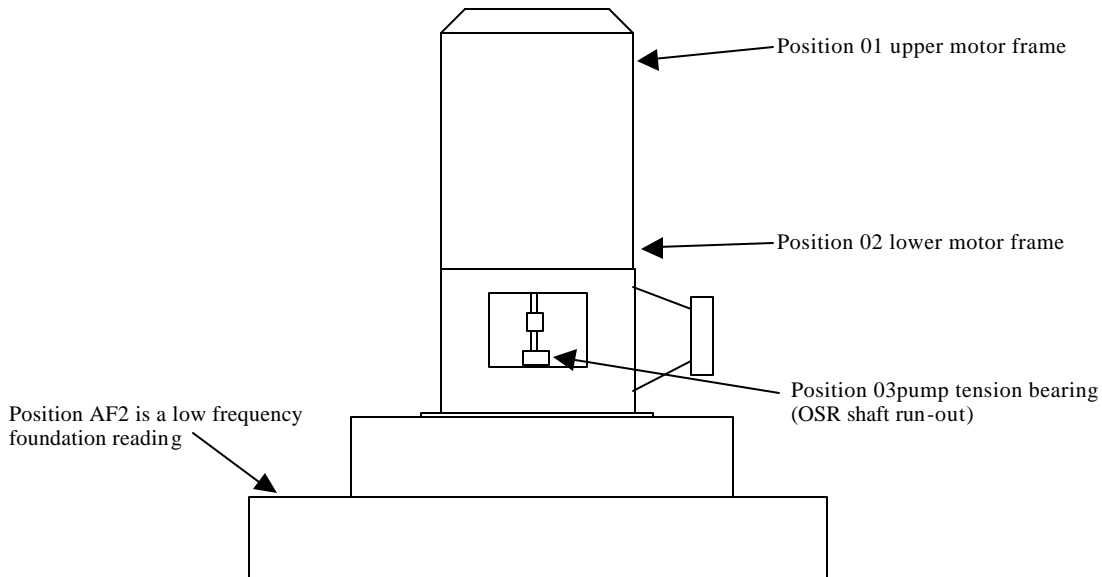 Position 01 upper motor frame
Position 02 lower motor frame
Position 03pump tension bearing
(OSR shaft run-out)
Position AF2 is a low frequency
foundation reading